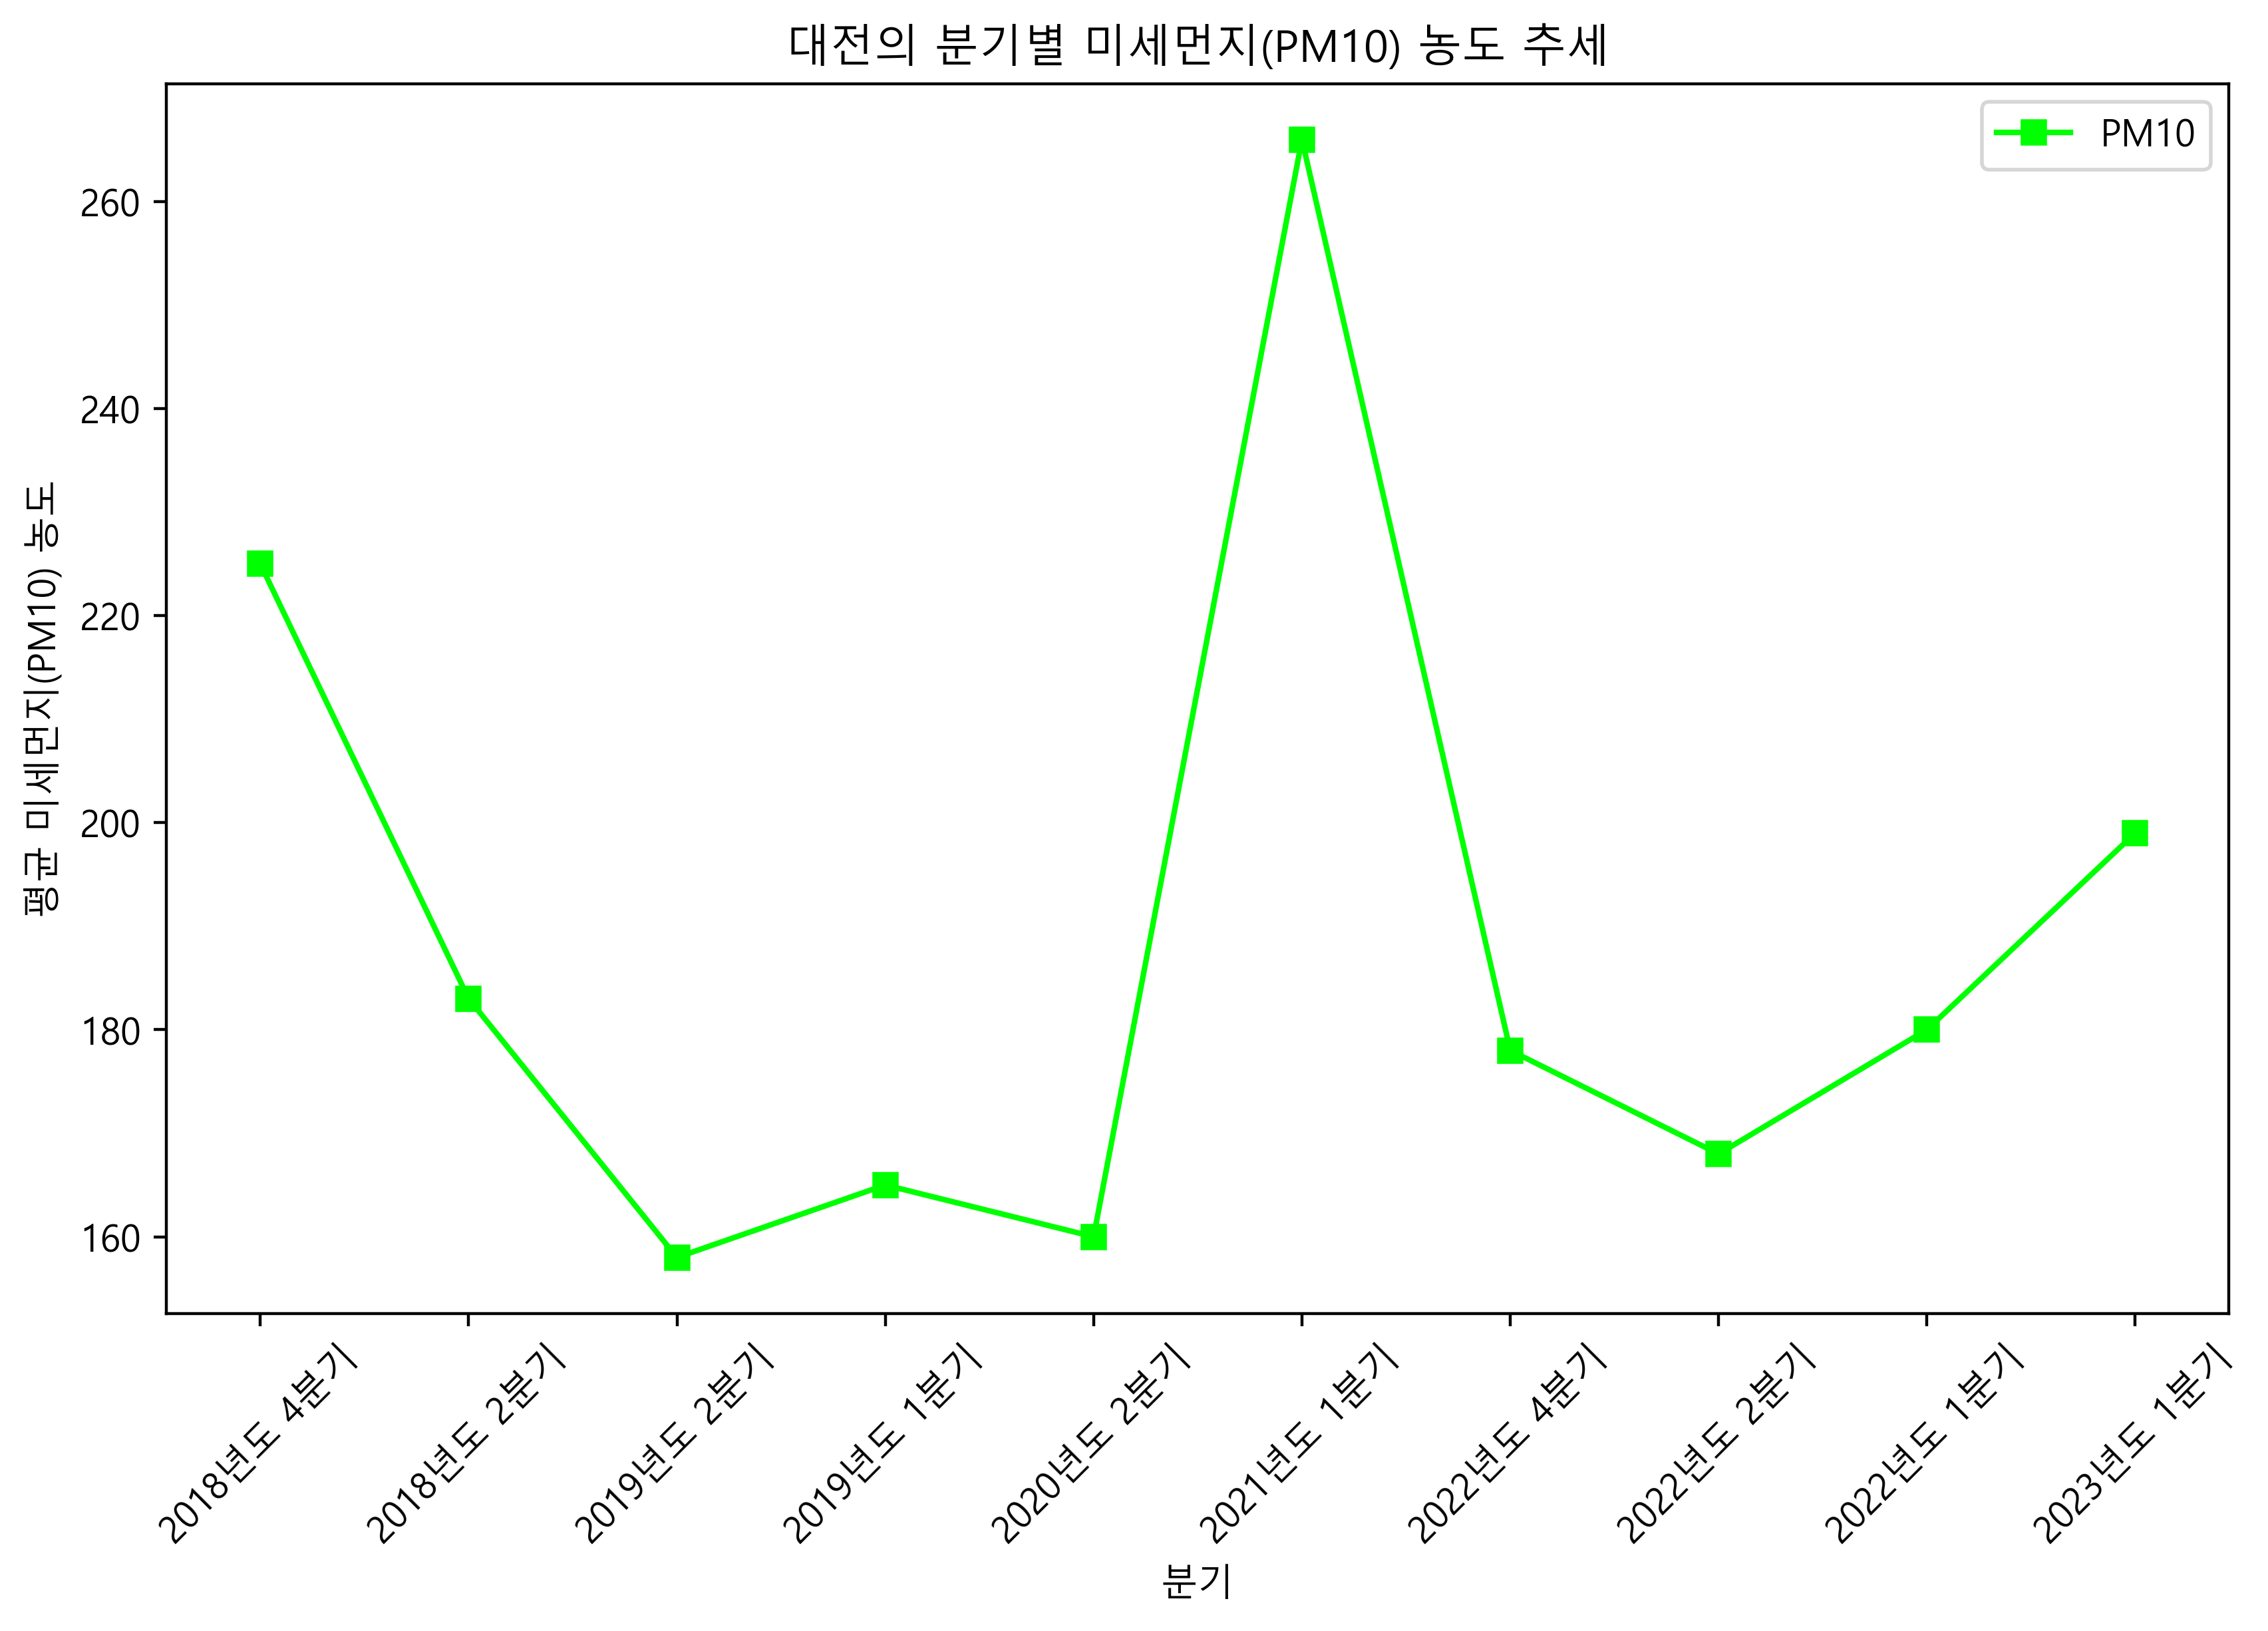 대전의 분기별 미세먼지(PM10) 농도 추세
PM10
평균 미세먼지(PM10) 농도
260
240
220
200
180
160
2018년도 4분기
2018년도 2분기
2019년도 2분기
2019년도 1분기
2020년도 2분기
2021년도 1분기
2022년도 4분기
2022년도 2분기
2022년도 1분기
2023년도 1분기
분기